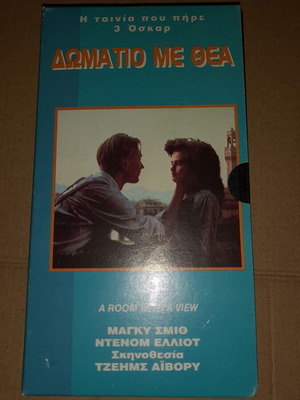 Η ταινία που πήρε
3 Όσκαρ
ΔΩΜΑΤΙΟ ΜΕ ΘΕΑ
A ROOM WITH A VIEW
ΜΑΓΚΥ ΣΜΙΘ
ΝΤΕΝΟΜ ΕΛΛΙΟΤ
Σκηνοθεσία
ΤΖΕΗΜΣ ΑΪΒΟΡΥ